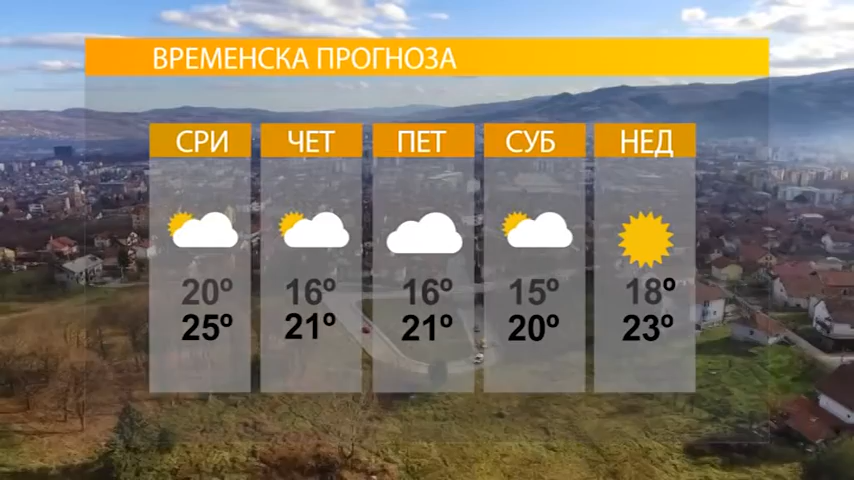 ВРЕМЕНСКА ПРОГНОЗА
СРИ ЧЕТ ПЕТ СУБ НЕД
20º 16º 16º 15º 18º
25º 21º 21º 20º 23º